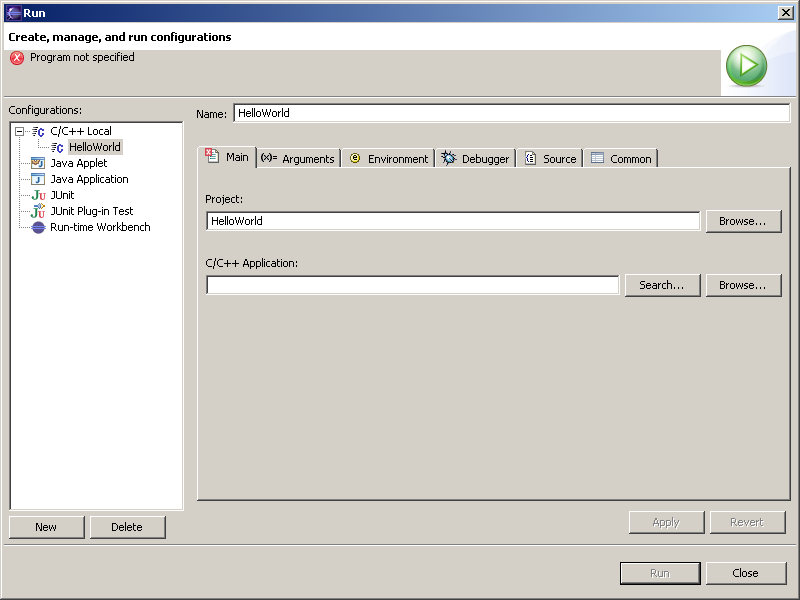 Run
Create, manage, and run configurations
Program not specified
Configurations:
C/C++ Local
HelloWorld
Java Applet
Java Application
JUnit
JUnit Plug-in Test
Run-time Workbench
New
Delete
Name: HelloWorld
Main (x)= Arguments Environment Debugger Source Common
Project:
HelloWorld
Browse...
C/C++ Application:
Search... Browse...
Apply Revert
Run Close